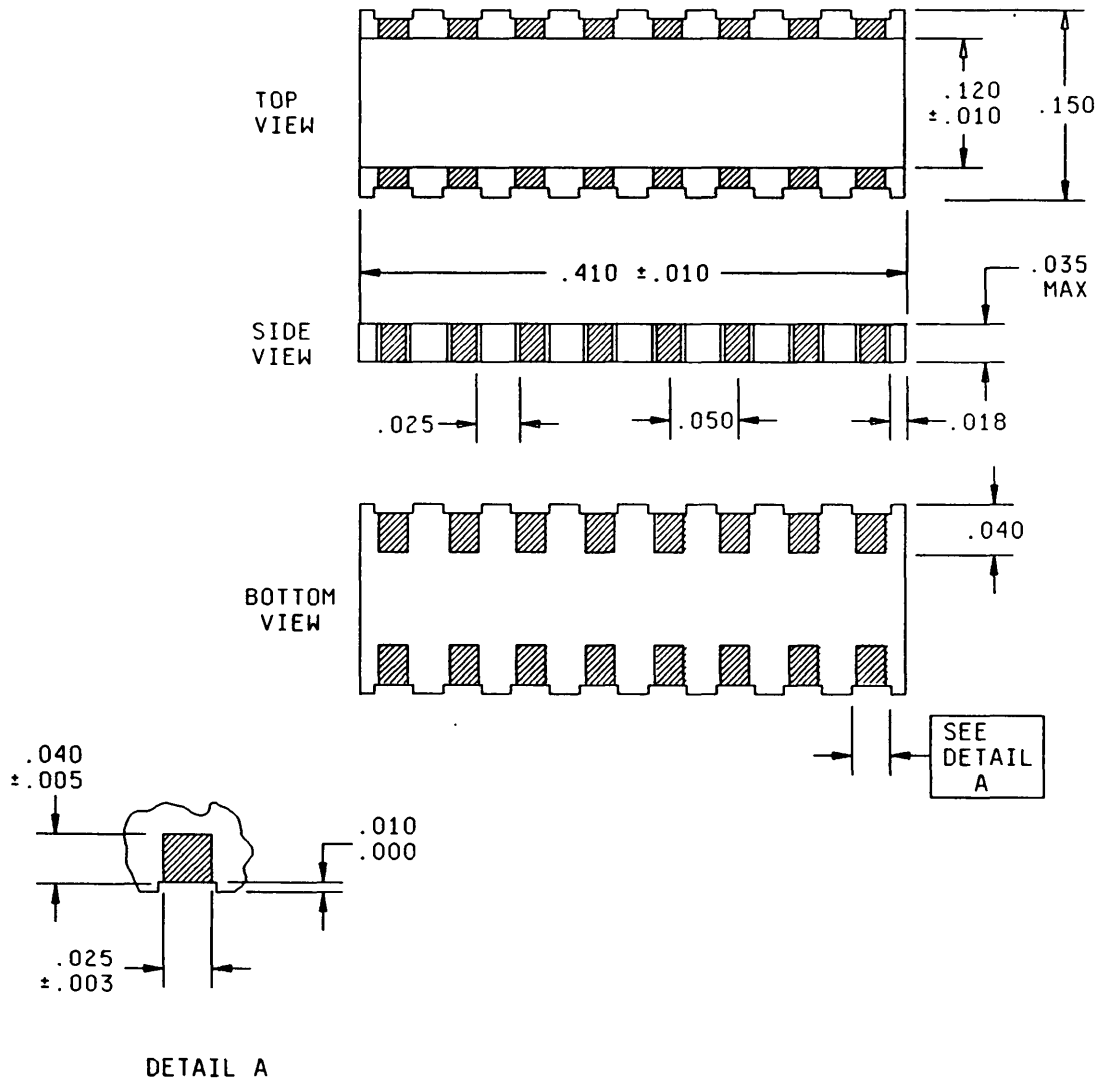 TOP
VIEW
.120
±.010
.150
.410 ±.010
.035
MAX
SIDE
VIEW
.025
.050
.018
.040
BOTTOM
VIEW
SEE
DETAIL
A
.040
±.005
.010
.000
.025
±.003
DETAIL A